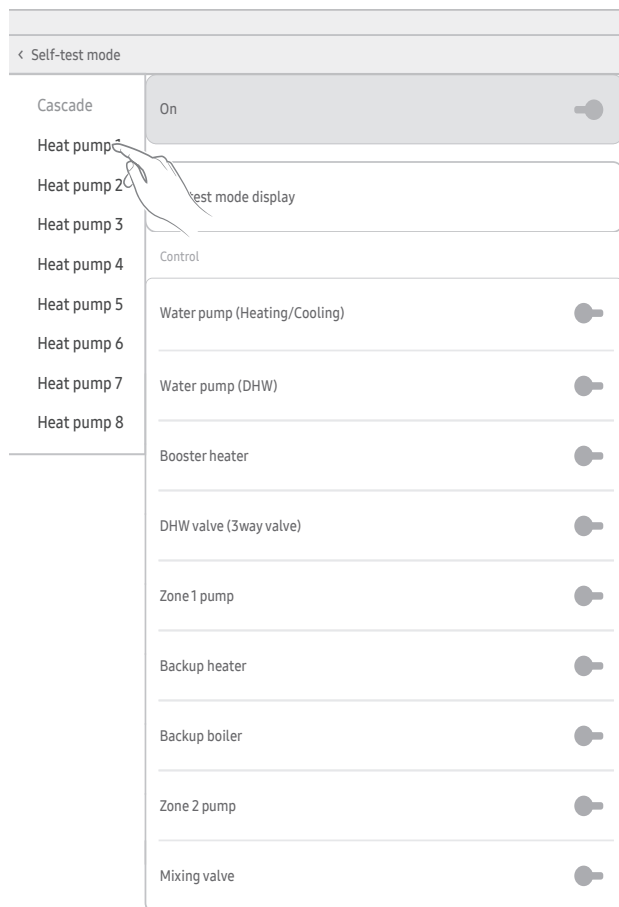 < Self-test mode
Cascade
Heat pump 1
Heat pump 2
Heat pump 3
Heat pump 4
Heat pump 5
Heat pump 6
Heat pump 7
Heat pump 8
On
test mode display
Control
Water pump (Heating/Cooling)
Water pump (DHW)
Booster heater
DHW valve (3way valve)
Zone 1 pump
Backup heater
Backup boiler
Zone 2 pump
Mixing valve